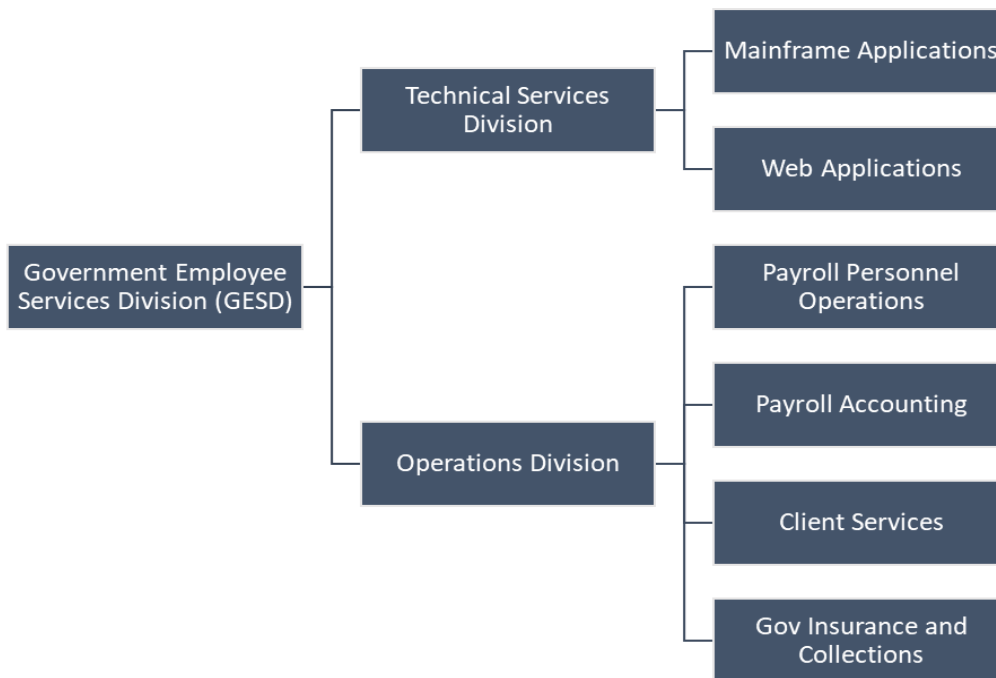 Mainframe Applications
Technical Services
Division
Web Applications
Government Employee
Services Division (GESD)
Payroll Personnel
Operations
Payroll Accounting
Operations Division
Client Services
Gov Insurance and
Collections